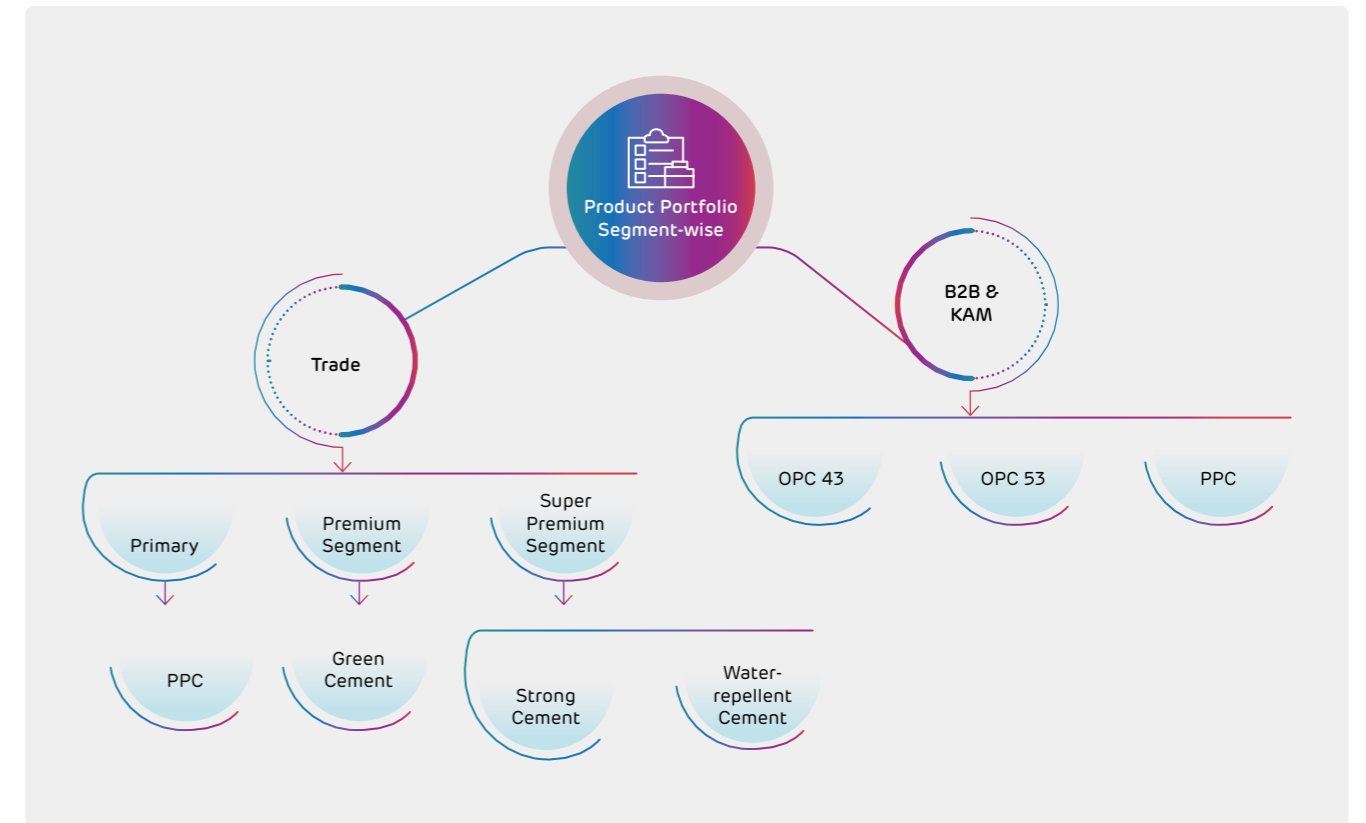 Product Portfolio
Segment-wise
Trade
B2B &
KAM
Primary
Premium
Segment
Super
Premium
Segment
PPC
Green
Cement
Strong
Cement
Water-
repellent
Cement
OPC 43
OPC 53
PPC